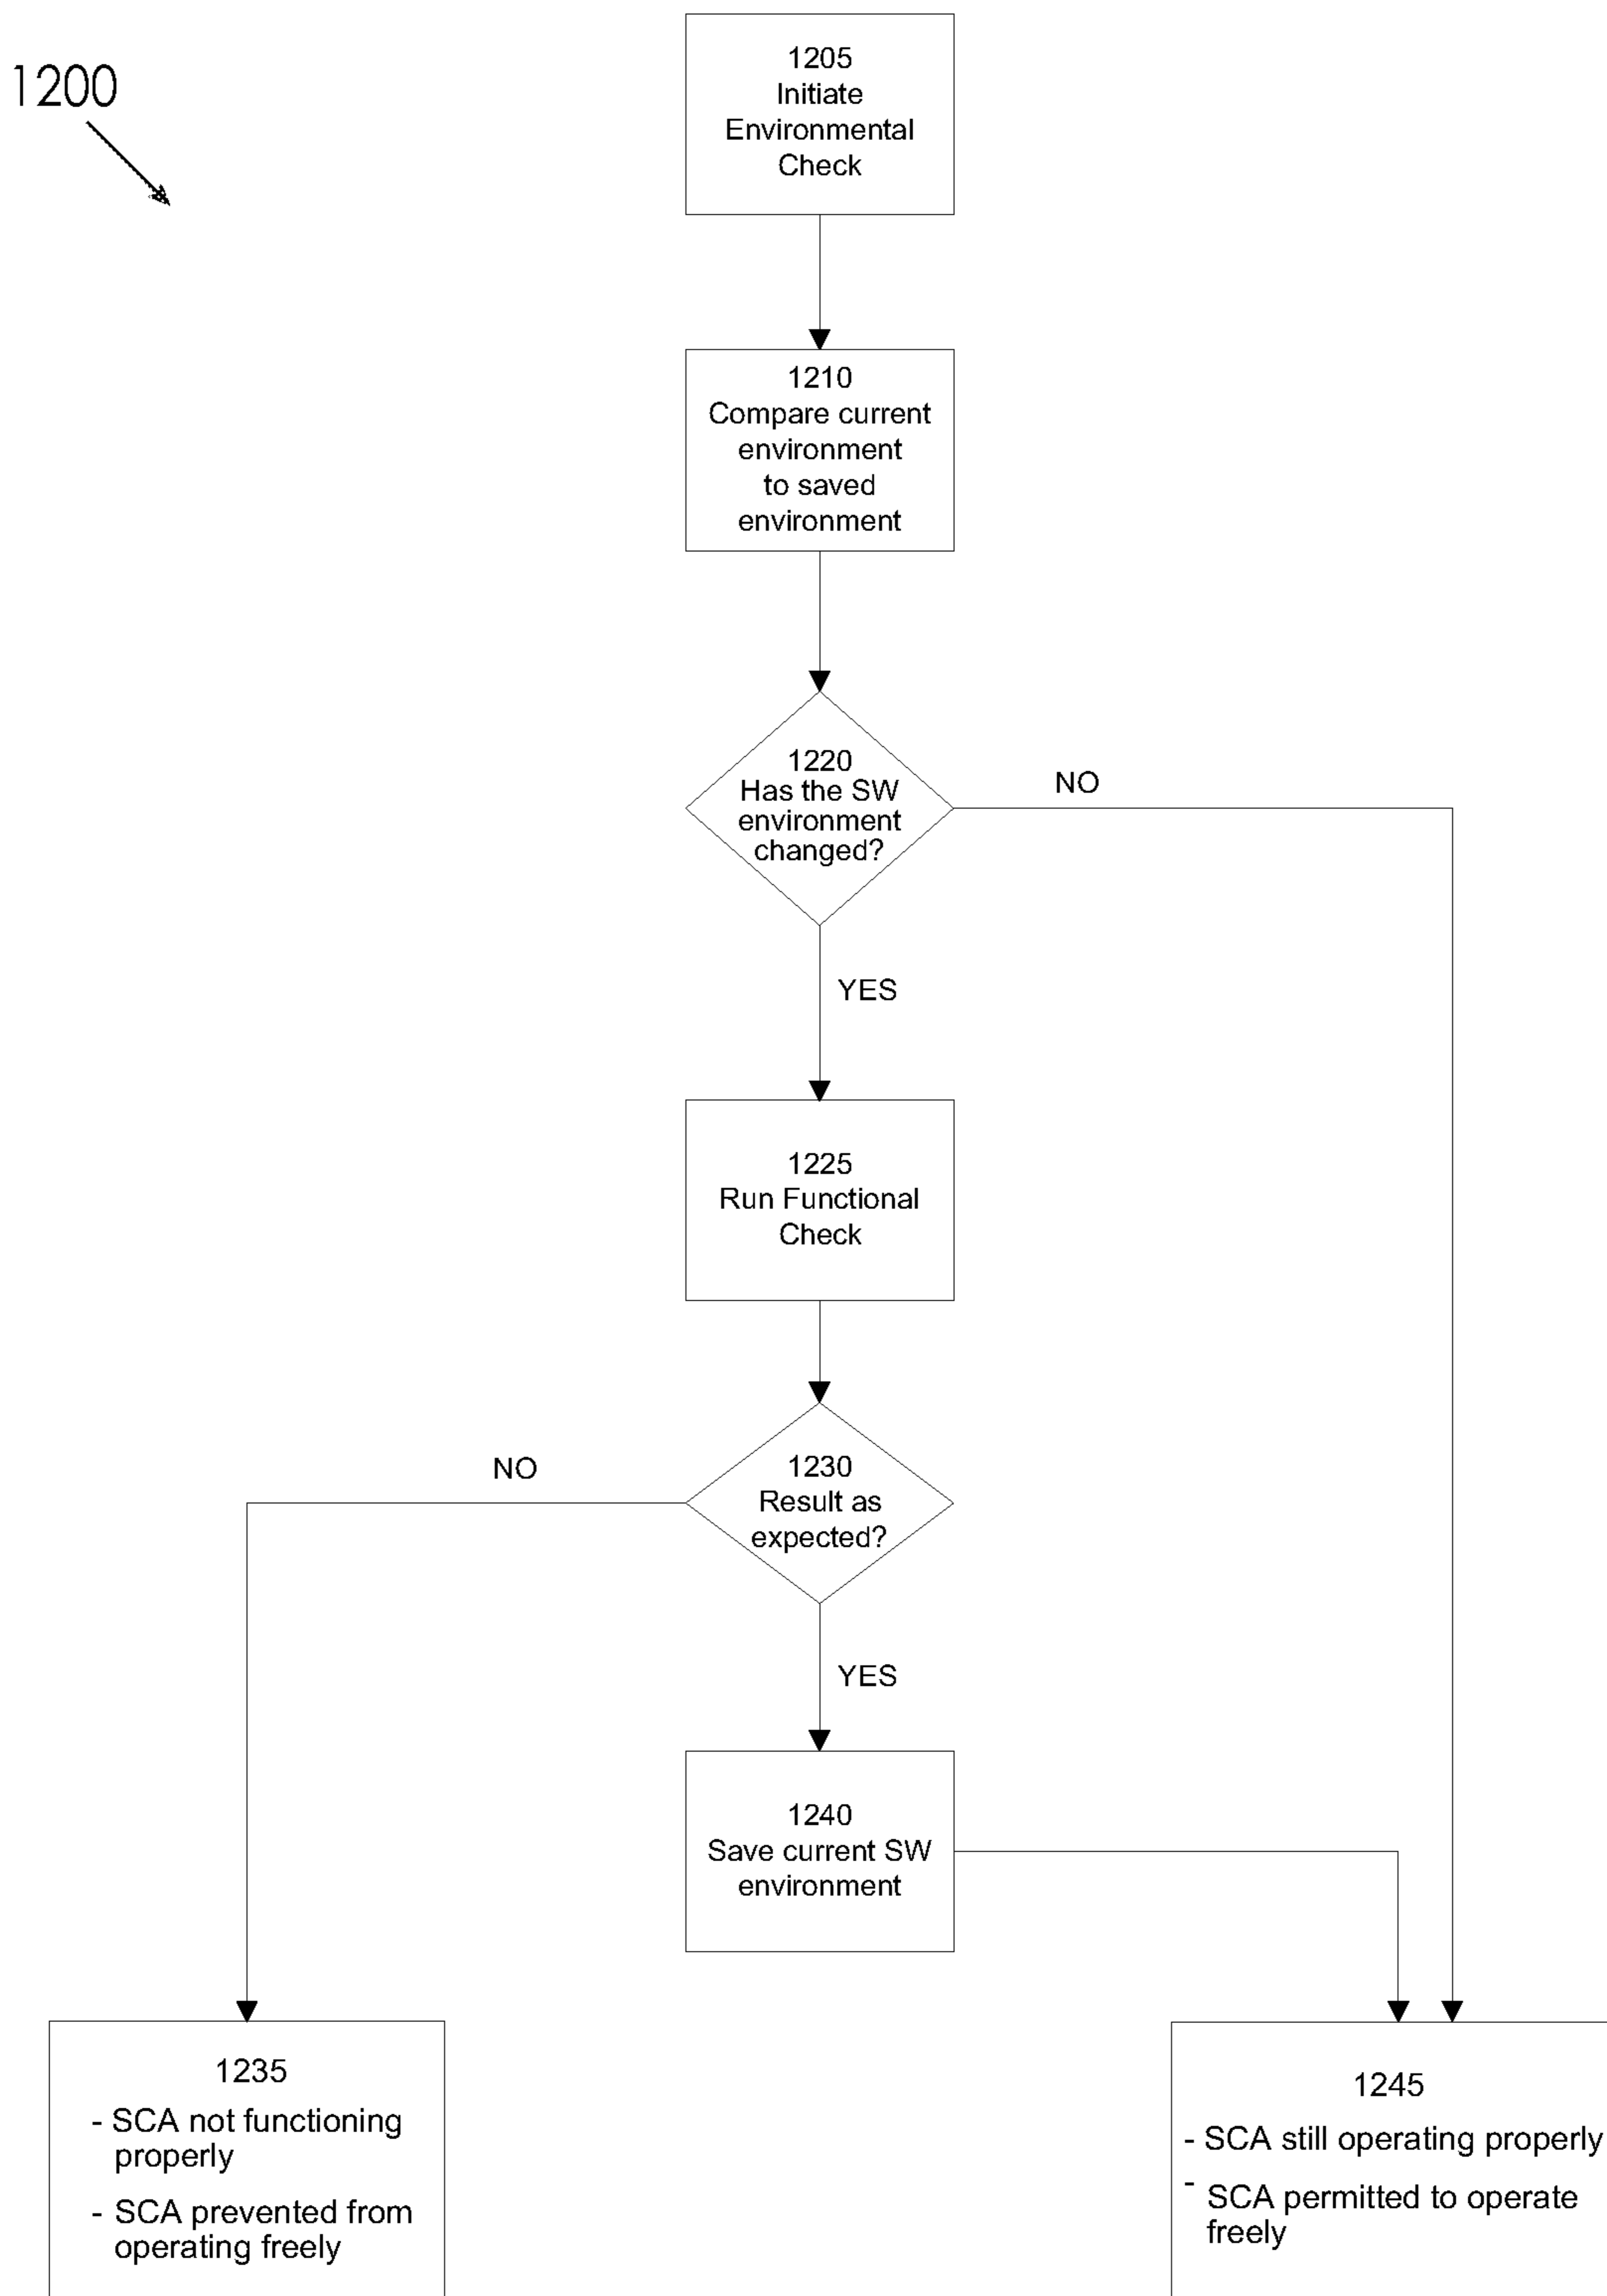 1200
1205
Initiate
Environmental
Check
1210
Compare current
environment
to saved
environment
1220
Has the SW
environment
changed?
NO
YES
1225
Run Functional
Check
NO
1230
Result as
expected?
YES
1240
Save current SW
environment
1235
- SCA not functioning
properly
- SCA prevented from
operating freely
1245
- SCA still operating properly
- SCA permitted to operate
freely